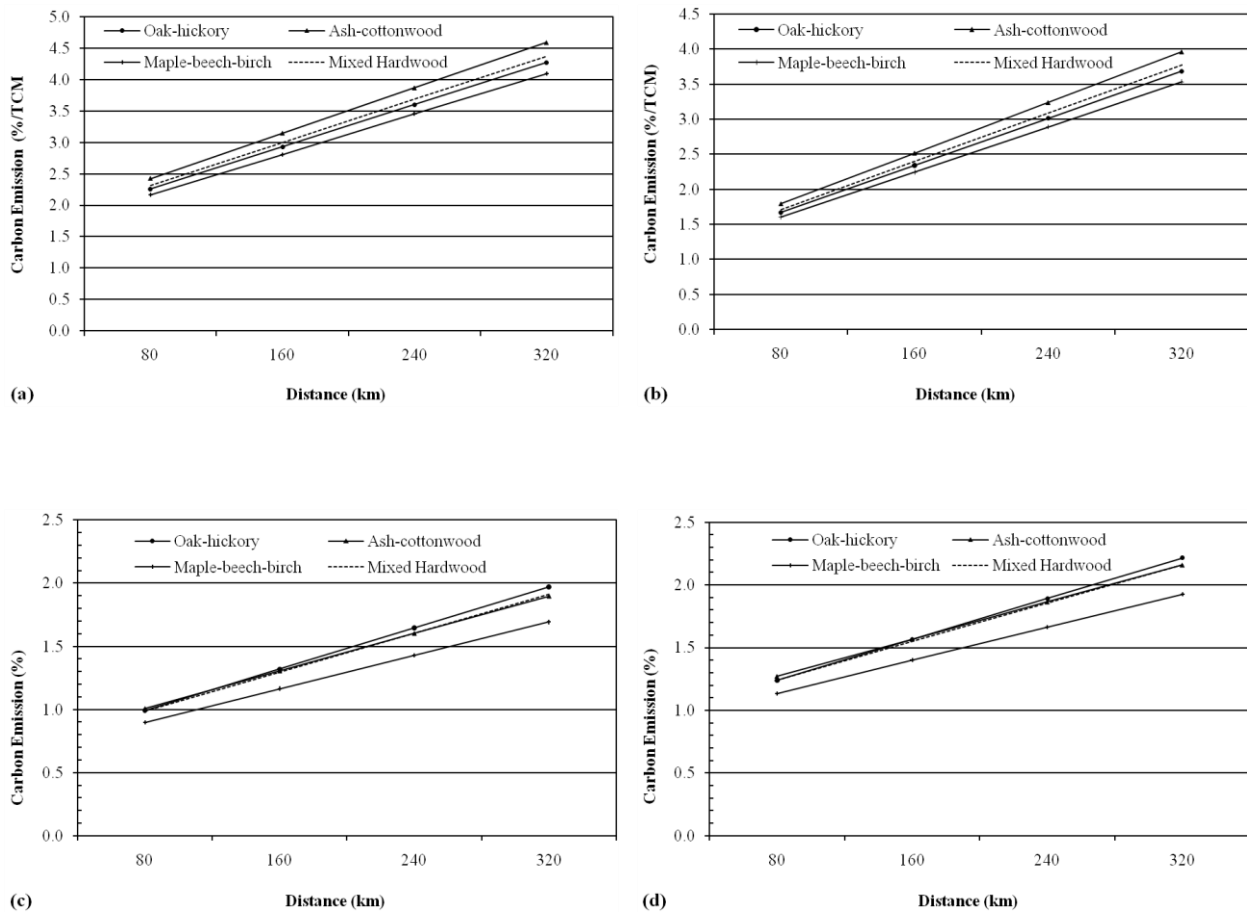 5.0
4.5
4.0
3.5
3.0
2.5
2.0
1.5
1.0
0.5
0.0
Carbon Emission (%/TCM
Oak-hickory Ash-cottonwood
Maple-beech-birch Mixed Hardwood
80 160 240 320
(a) Distance (km)
4.5
4.0
3.5
3.0
2.5
2.0
1.5
1.0
0.5
0.0
Carbon Emission (%/TCM)
Oak-hickory Ash-cottonwood
Maple-beech-birch Mixed Hardwood
80 160 240 320
(b) Distance (km)
2.5
2.0
1.5
1.0
0.5
0.0
Carbon Emission (%)
Oak-hickory Ash-cottonwood
Maple-beech-birch Mixed Hardwood
80 160 240 320
(c) Distance (km)
2.5
2.0
1.5
1.0
0.5
0.0
Carbon Emission (%)
Oak-hickory Ash-cottonwood
Maple-beech-birch Mixed Hardwood
80 160 240 320
(d) Distance (km)